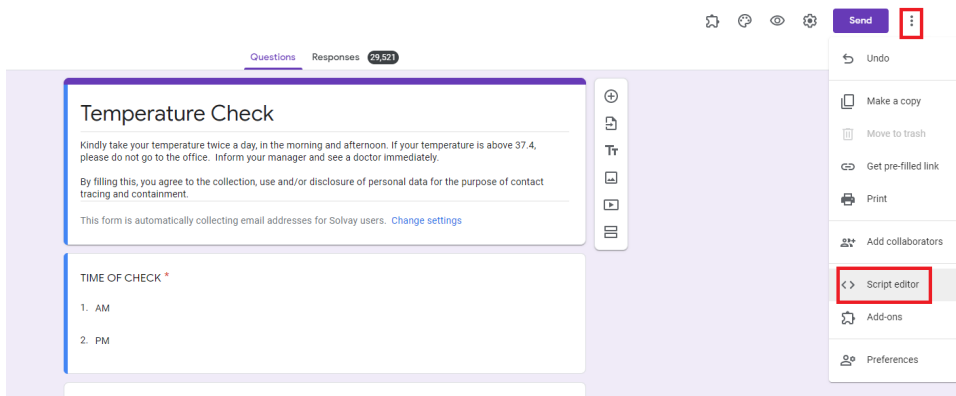 Send
Questions Responses 29,521
Undo
Make a copy
Move to trash
Get pre-filled link
Print
Add collaborators
Script editor
Add-ons
Preferences
Temperature Check
Kindly take your temperature twice a day, in the morning and afternoon. If your temperature is above 37.4,
please do not go to the office. Inform your manager and see a doctor immediately.
By filling this, you agree to the collection, use and/or disclosure of personal data for the purpose of contact
tracing and containment.
This form is automatically collecting email addresses for Solvay users. Change settings
Tт
TIME OF CHECK *
1. AM
2. PM